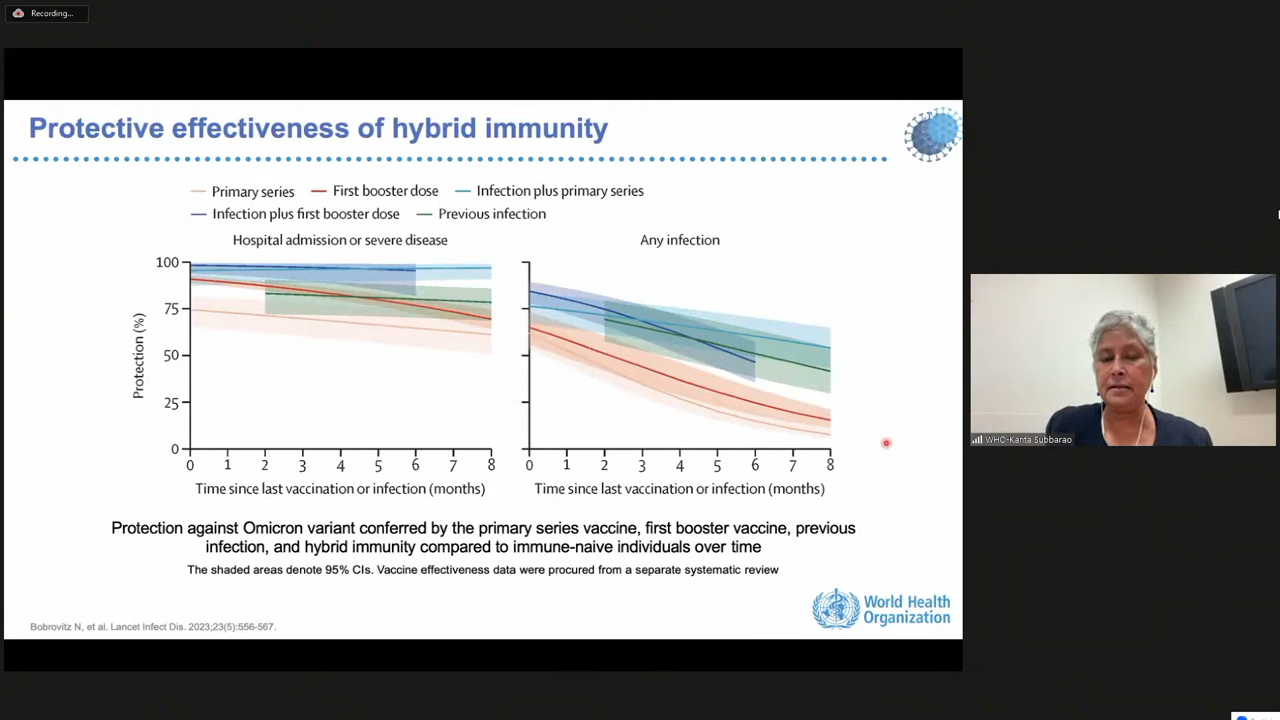 Recording...
Protective effectiveness of hybrid immunity
Primary series First booster dose Infection plus primary series
Infection plus first booster dose Previous infection
Hospital admission or severe disease
Any infection
Protection (%)
100
75
50
25
0
0 1 2 3 4 5 6 7 8
0 1 2 3 4 5 6 7 8
Time since last vaccination or infection (months)
Time since last vaccination or infection (months)
Protection against Omicron variant conferred by the primary series vaccine, first booster vaccine, previous
infection, and hybrid immunity compared to immune-naive individuals over time
The shaded areas denote 95% CIs. Vaccine effectiveness data were procured from a separate systematic review
World Health
Organization
Bobrovitz N, et al. Lancet Infect Dis. 2023;23(5):556-567.
WHO-Kanta Subbarao